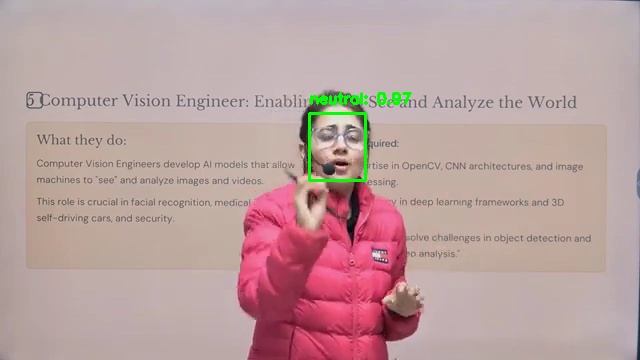 neutral: 0.97
5 Computer Vision Engineer: Enablin and Analyze the World
What they do:
quired:
Computer Vision Engineers develop AI models that allow
machines to "see" and analyze images and videos.
rtise in OpenCV, CNN architectures, and image
essing.
This role is crucial in facial recognition, medical
self-driving cars, and security.
in deep learning frameworks and 3D
solve challenges in object detection and
eo analysis."